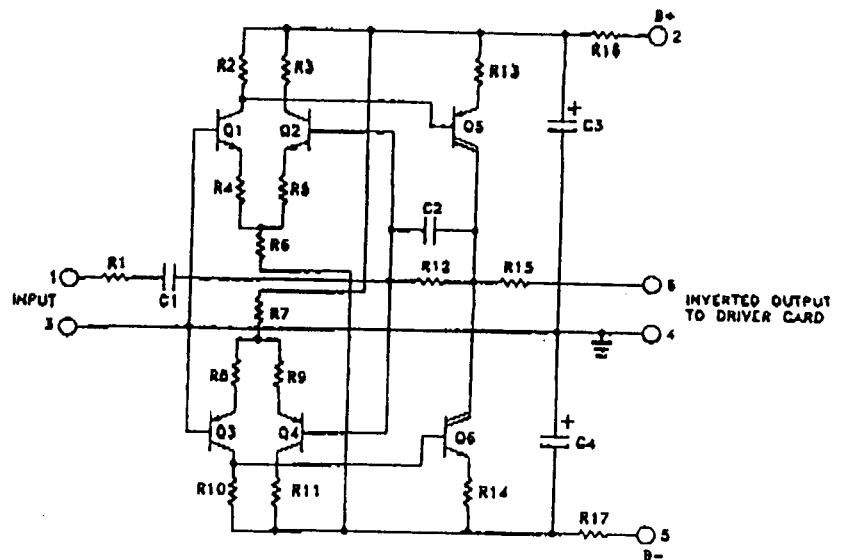 B+
2
R16
R2
R3
R13
Q1
Q2
Q5
+
C3
R4
R5
C2
R6
R1
R12
R15
1
6
INPUT
C1
R7
INVERTED OUTPUT
TO DRIVER CARD
3
4
R8
R9
+
Q3
Q4
Q6
C4
R10
R11
R14
R17
5
B-